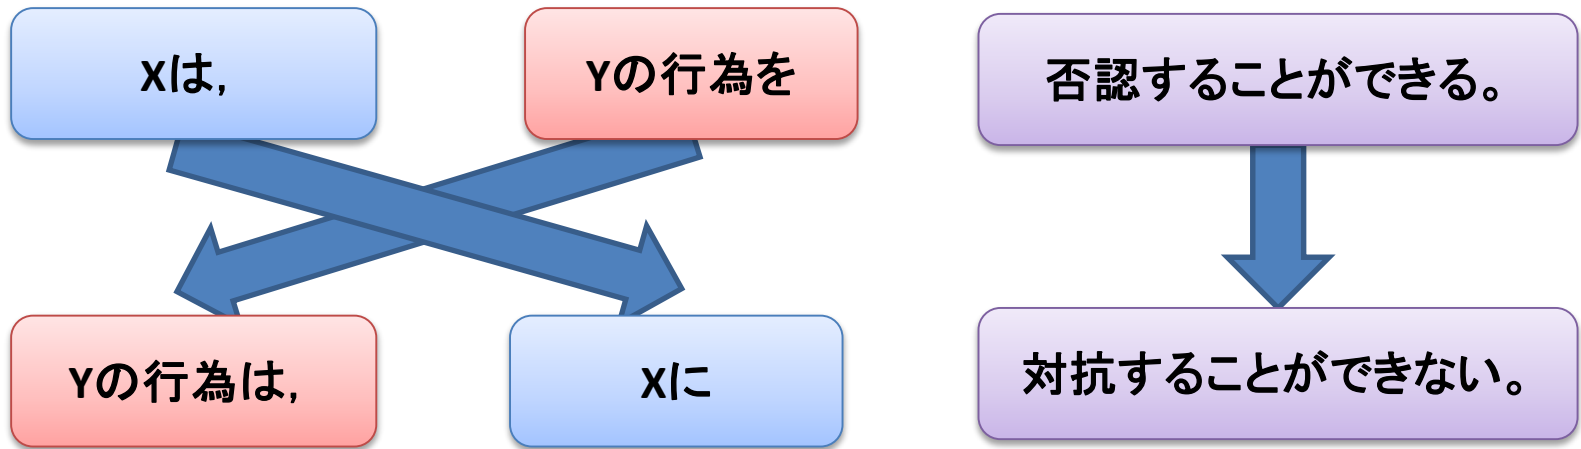 Xは,
Yの行為を
否認することができる。
Yの行為は,
Xに
対抗することができない。